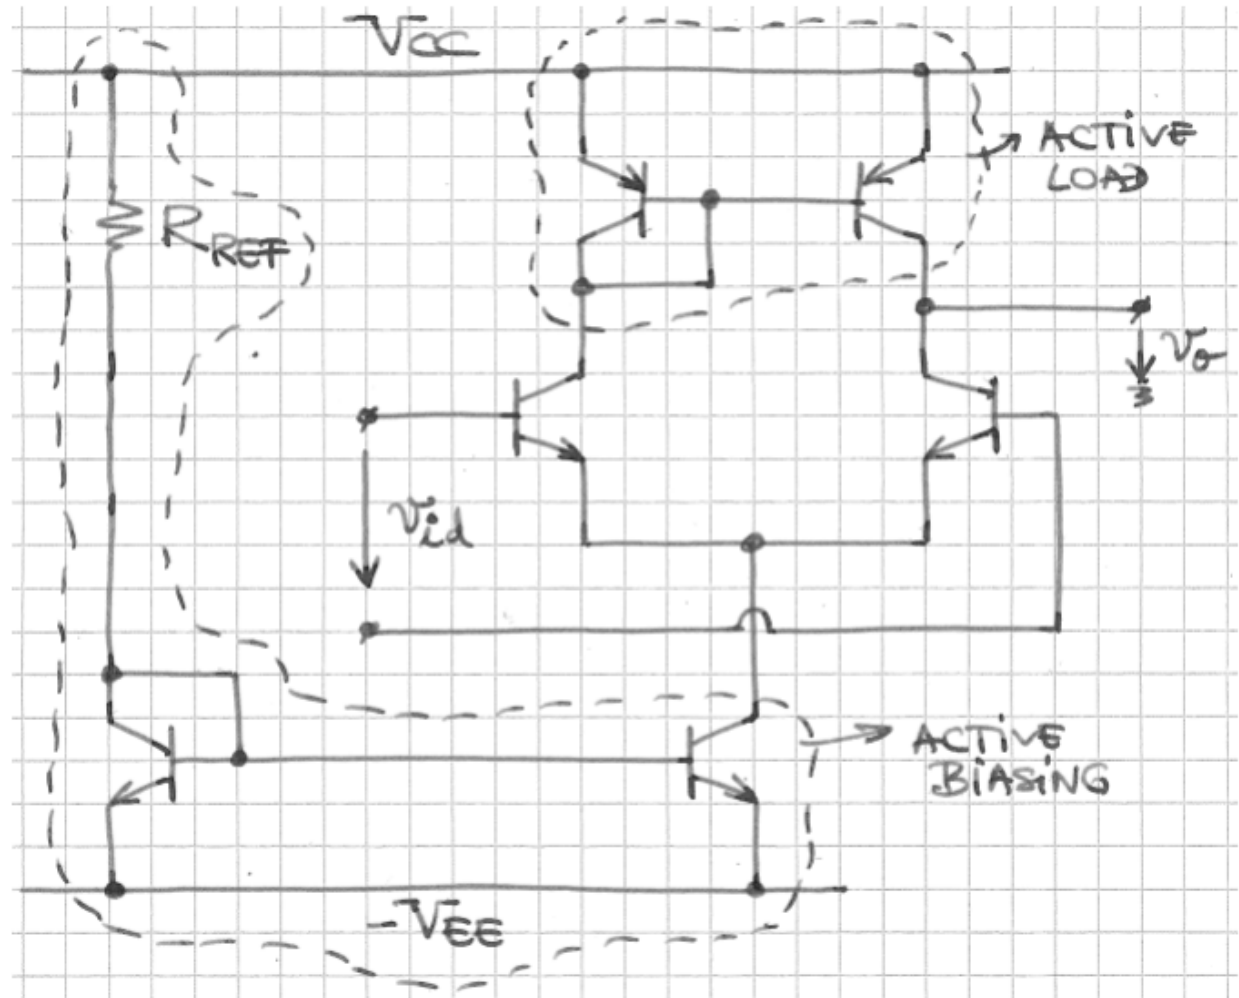 VCC
ACTIVE
LOAD
RREF
vo
vid
ACTIVE
BIASING
-VEE